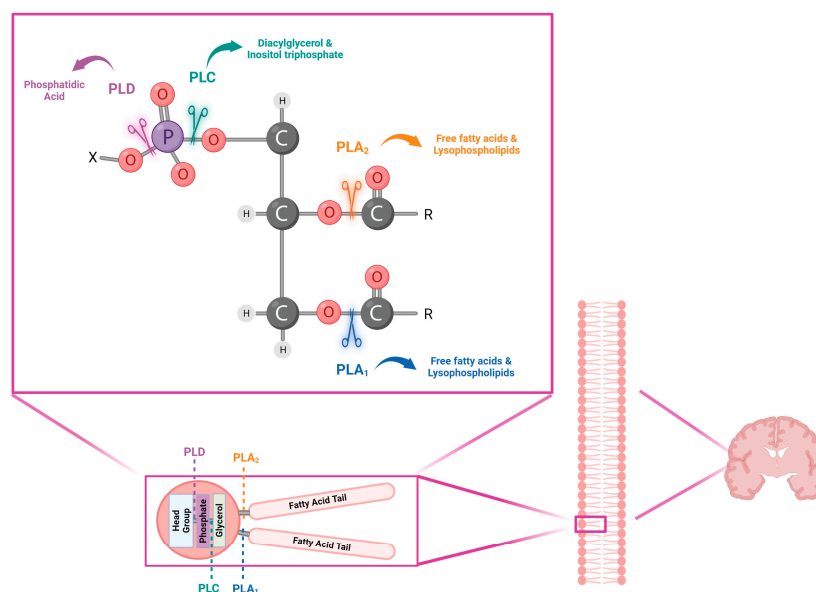 Diacylglycerol &
Inositol triphosphate
PLC
PLD
Phosphatidic
Acid
H
O
P
O
C
X
O
O
PLA₂
Free fatty acids &
Lysophospholipids
O
H
C
O
C
R
O
H
C
O
C
R
H
PLA₁
Free fatty acids &
Lysophospholipids
PLD
PLA₂
Head
Group
Phosphate
Glycerol
Fatty Acid Tail
Fatty Acid Tail
PLC
PLA₁